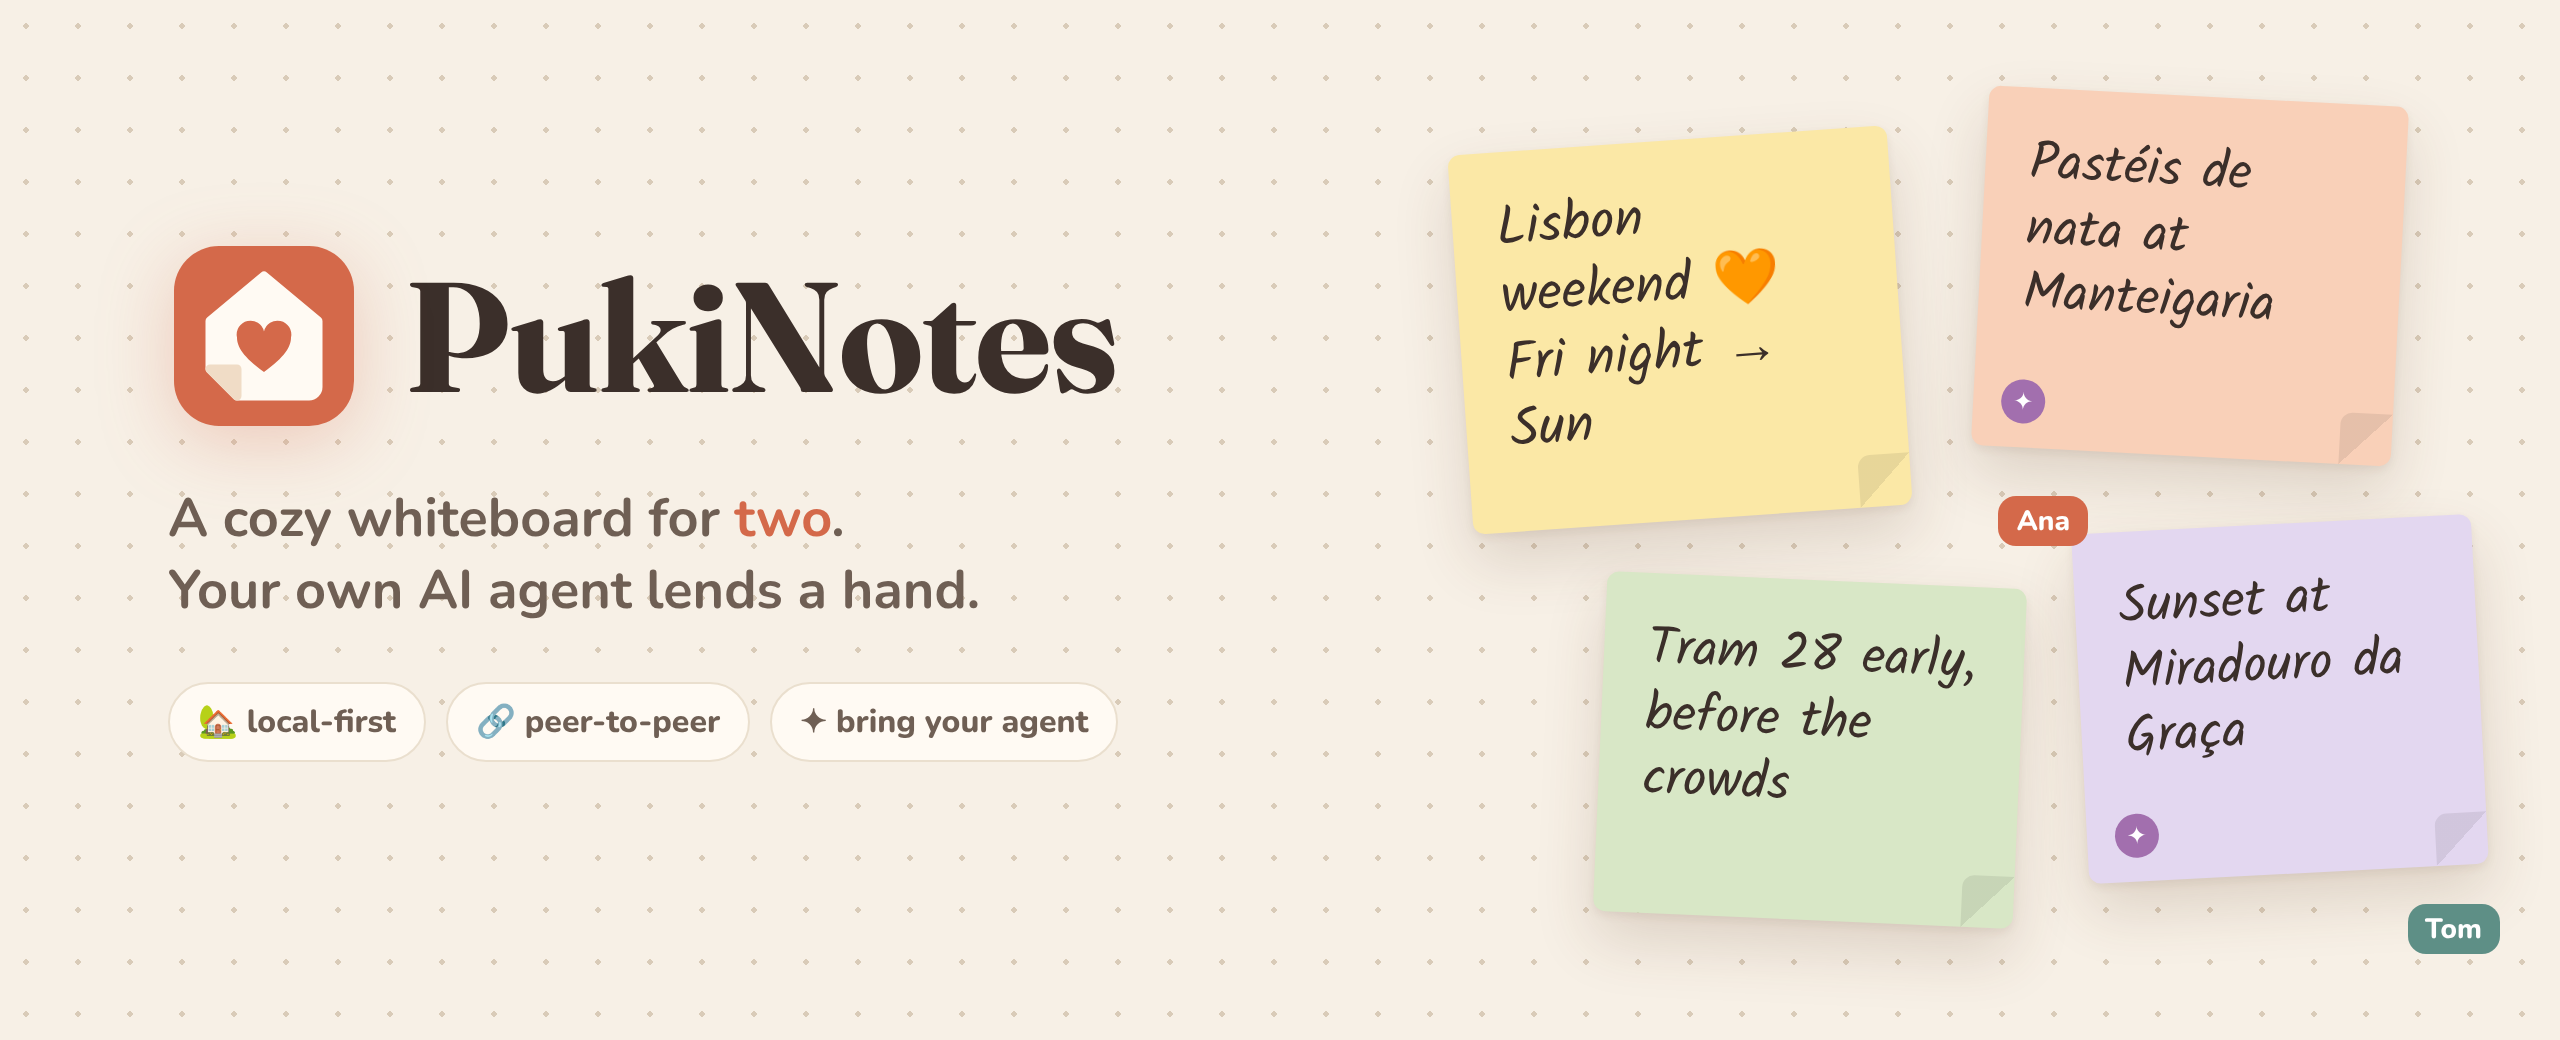 PukiNotes
A cozy whiteboard for two.
Your own AI agent lends a hand.
🏡 local-first
🔗 peer-to-peer
✦ bring your agent
Lisbon
weekend 🧡
Fri night →
Sun
Pastéis de
nata at
Manteigaria
✦
Ana
Tram 28 early,
before the
crowds
Sunset at
Miradouro da
Graça
✦
Tom